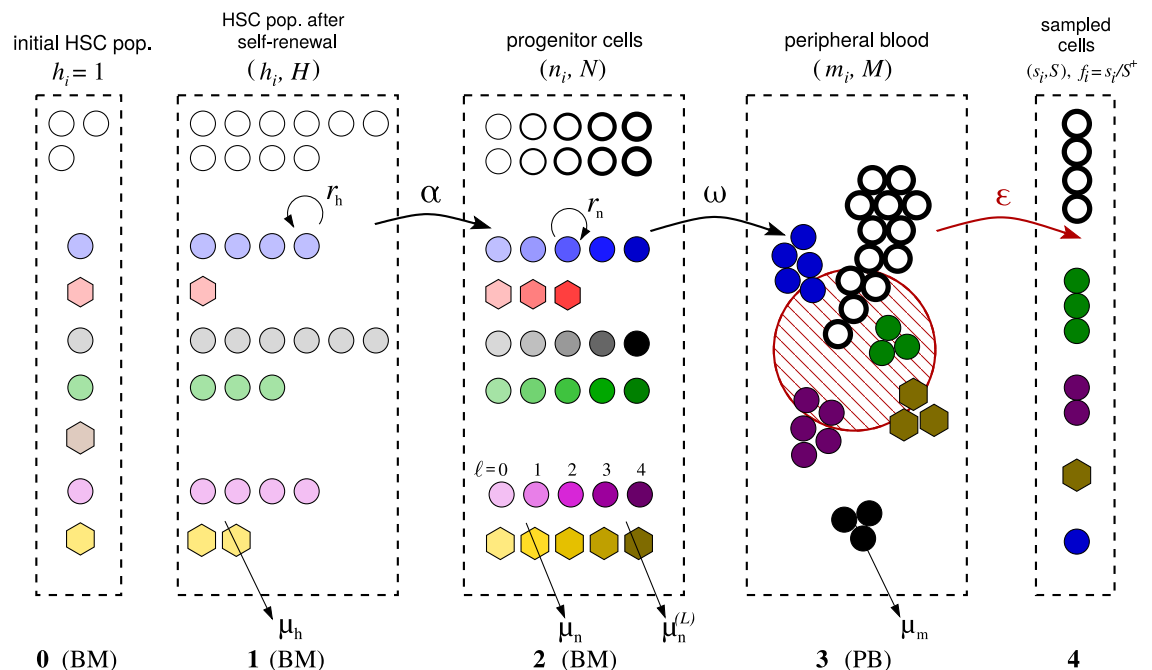 initial HSC pop.
h_i = 1
HSC pop. after
self-renewal
(h_i, H)
progenitor cells
(n_i, N)
peripheral blood
(m_i, M)
sampled
cells
(s_i,S), f_i=s_i/S^+
r_h
α
r_n
ω
ε
ℓ=0 1 2 3 4
μ_h
μ_n
μ_n^(L)
μ_m
0 (BM)
1 (BM)
2 (BM)
3 (PB)
4